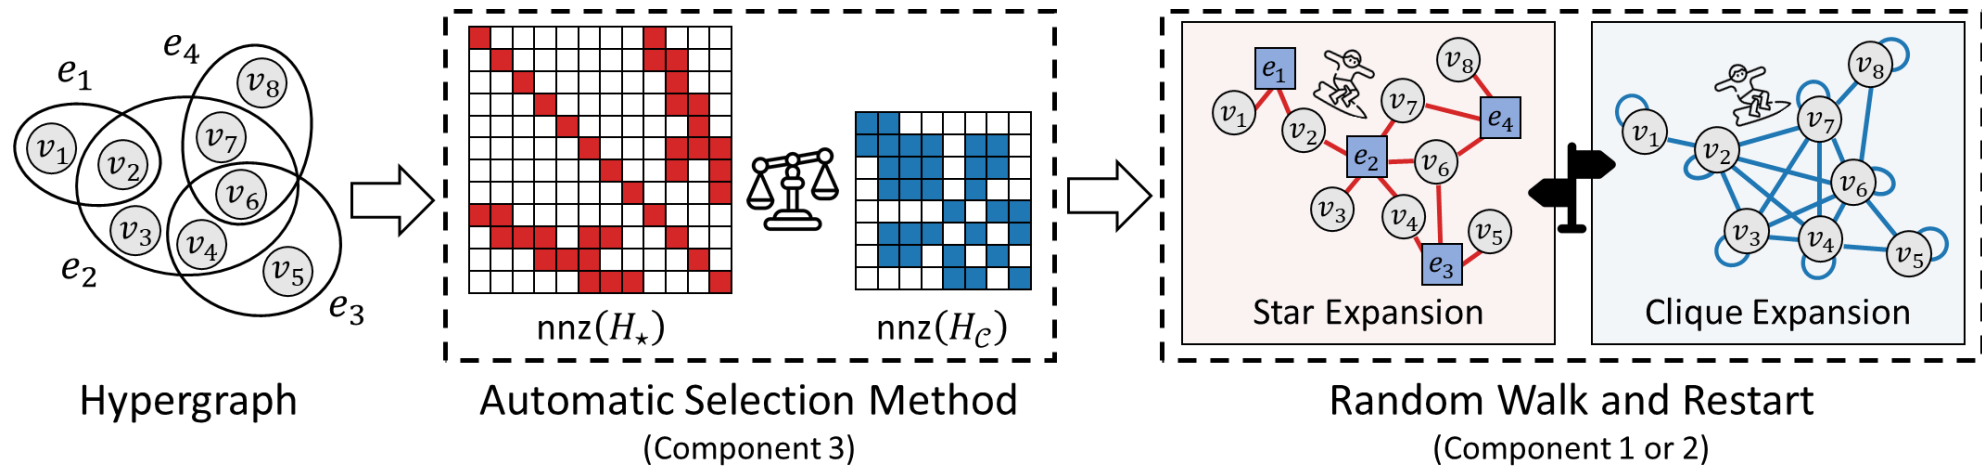 e₁
e₄
v₈
v₇
v₁
v₂
v₆
v₃
v₄
v₅
e₂
e₃
Hypergraph
nnz(H⋆)
nnz(H𝒞)
Automatic Selection Method
(Component 3)
e₁
v₁
v₂
v₈
v₇
e₄
e₂
v₆
v₃
v₄
v₅
e₃
Star Expansion
v₈
v₁
v₇
v₂
v₆
v₃
v₄
v₅
Clique Expansion
Random Walk and Restart
(Component 1 or 2)